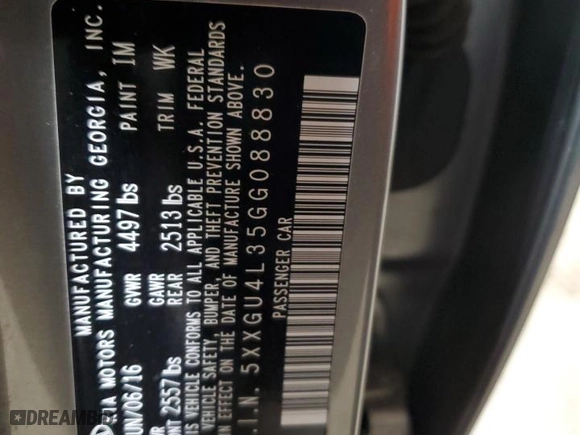 MANUFACTURED BY
KIA MOTORS MANUFACTURING GEORGIA, INC.
JUN/06/16 GVWR 4497 lbs PAINT IM
2557 lbs GAWR REAR 2513 lbs TRIM WK
THIS VEHICLE CONFORMS TO ALL APPLICABLE U.S.A. FEDERAL
VEHICLE SAFETY, BUMPER, AND THEFT PREVENTION STANDARDS
IN EFFECT ON THE DATE OF MANUFACTURE SHOWN ABOVE.
V.I.N. 5XXGU4L35GG088830
PASSENGER CAR
DREAMBID